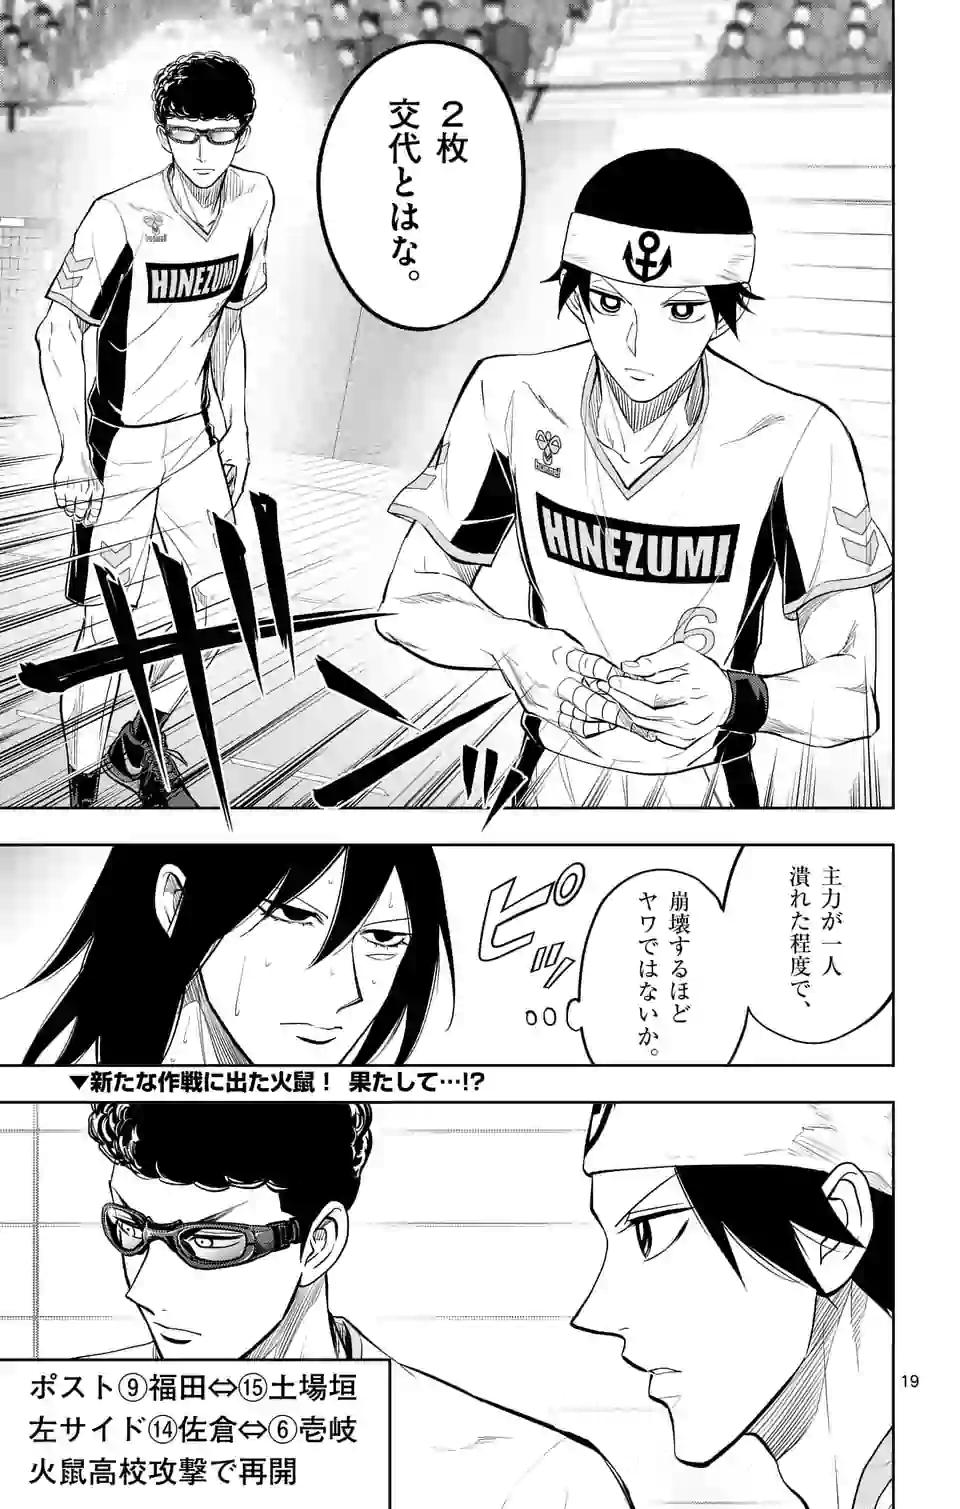 2枚
交代とはな。
hummel
HINEZUMI
hummel
HINEZUMI
6
ザッ
主力が一人
潰れた程度で、
崩壊するほど
ヤワではないか。
ピッ
▼新たな作戦に出た火鼠！ 果たして…!?
ポスト⑨福田⇔⑮土場垣
左サイド⑭佐倉⇔⑥壱岐
火鼠高校攻撃で再開
19